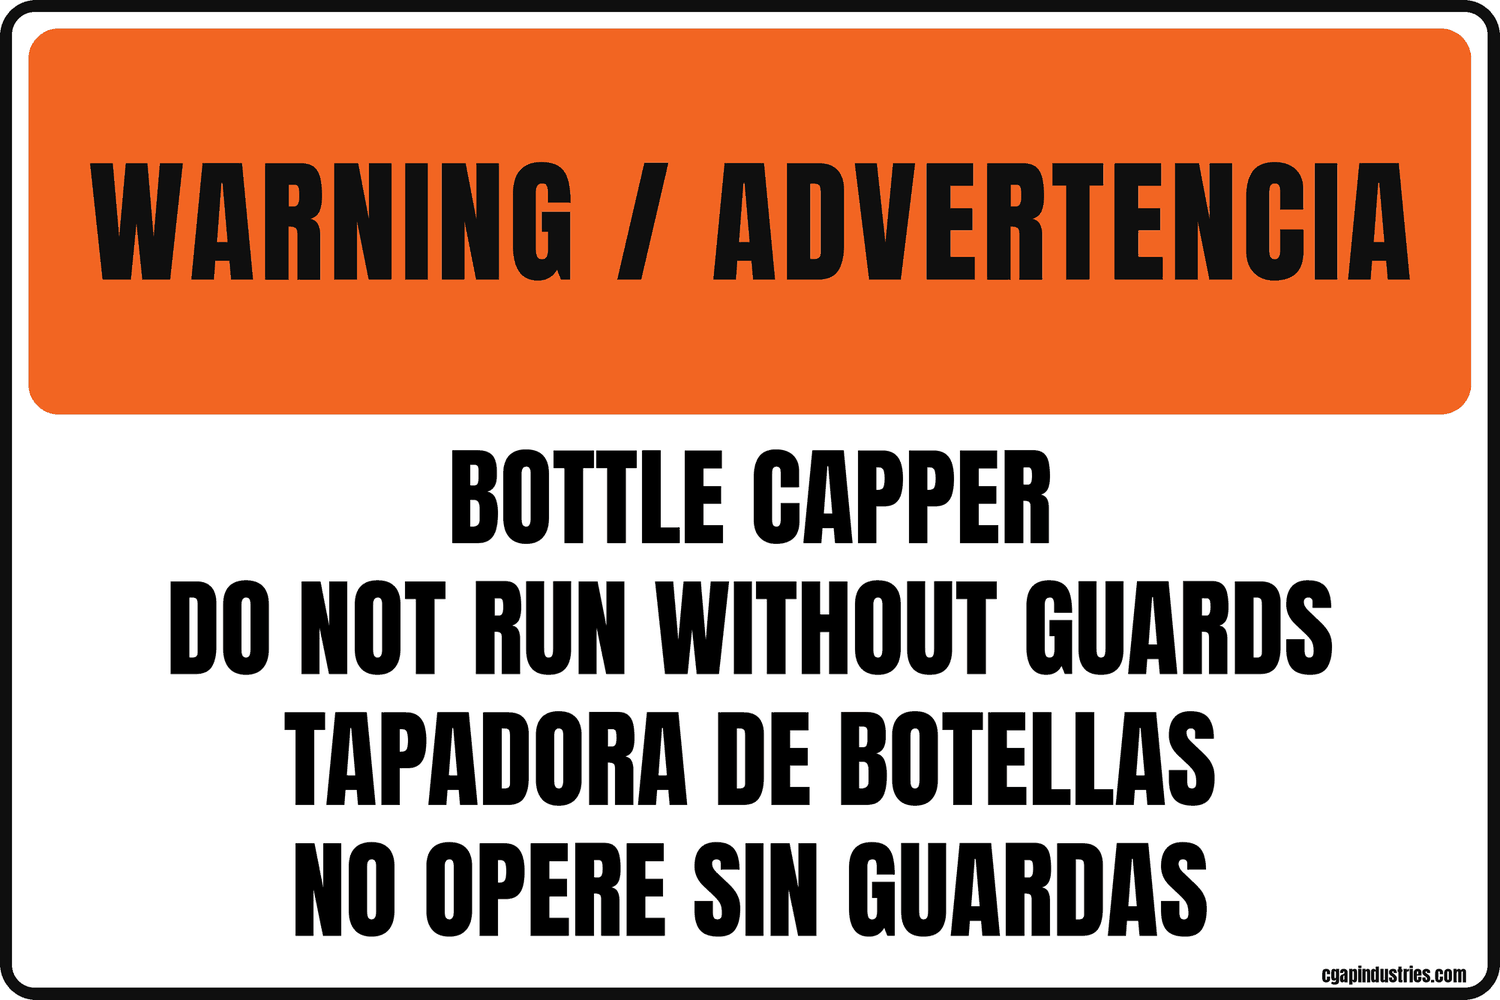 WARNING / ADVERTENCIA
BOTTLE CAPPER
DO NOT RUN WITHOUT GUARDS
TAPADORA DE BOTELLAS
NO OPERE SIN GUARDAS
cgapindustries.com